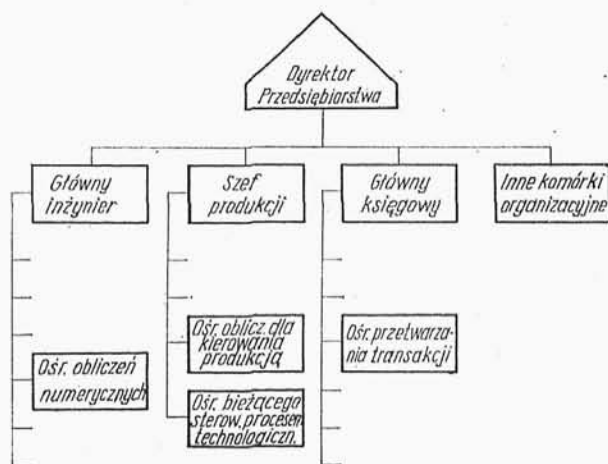 Dyrektor
Przedsiębiorstwa
Główny
inżynier
Szef
produkcji
Główny
księgowy
Inne komórki
organizacyjne
Ośr. oblicz. dla
kierowania
produkcją
Ośr. przetwarza-
nia transakcji
Ośr. obliczeń
numerycznych
Ośr. bieżącego
sterow. procesem
technologiczn.